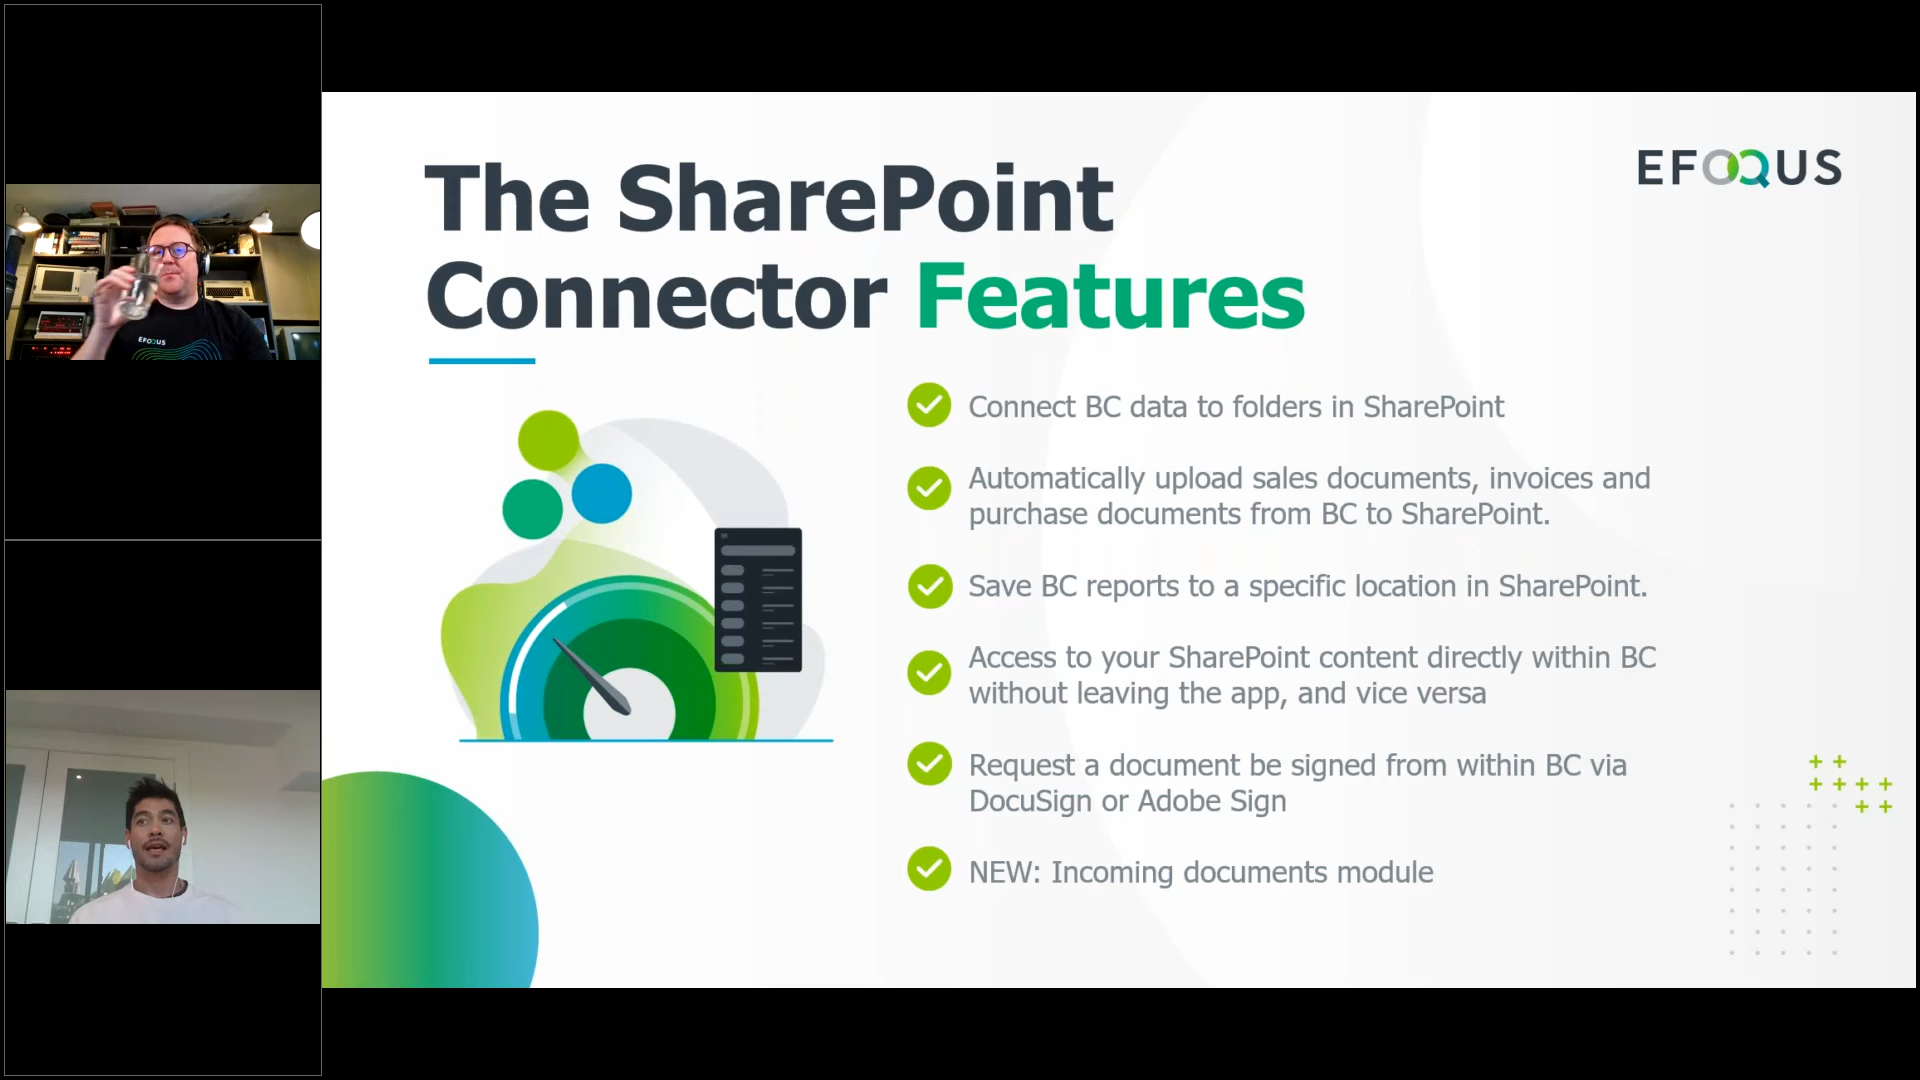 The SharePoint
Connector Features
EFOQUS
Connect BC data to folders in SharePoint
Automatically upload sales documents, invoices and
purchase documents from BC to SharePoint.
Save BC reports to a specific location in SharePoint.
Access to your SharePoint content directly within BC
without leaving the app, and vice versa
Request a document be signed from within BC via
DocuSign or Adobe Sign
NEW: Incoming documents module
EFOQUS